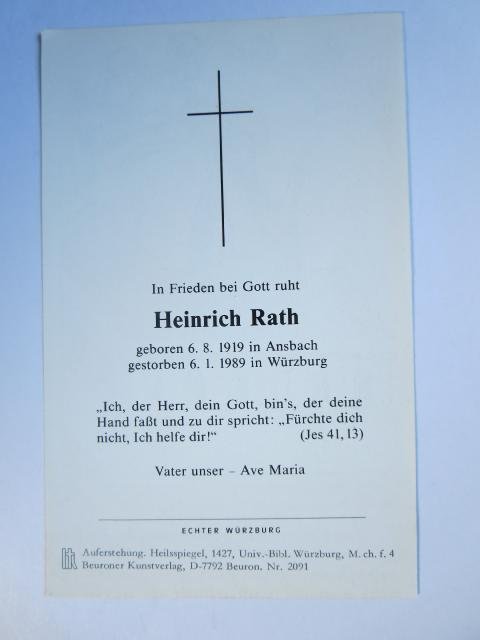 In Frieden bei Gott ruht
Heinrich Rath
geboren 6. 8. 1919 in Ansbach
gestorben 6. 1. 1989 in Würzburg
„Ich, der Herr, dein Gott, bin's, der deine
Hand faßt und zu dir spricht: „Fürchte dich
nicht, Ich helfe dir!“ (Jes 41, 13)
Vater unser – Ave Maria
ECHTER WÜRZBURG
Auferstehung. Heilsspiegel, 1427, Univ.-Bibl. Würzburg, M. ch. f. 4
Beuroner Kunstverlag, D-7792 Beuron, Nr. 2091